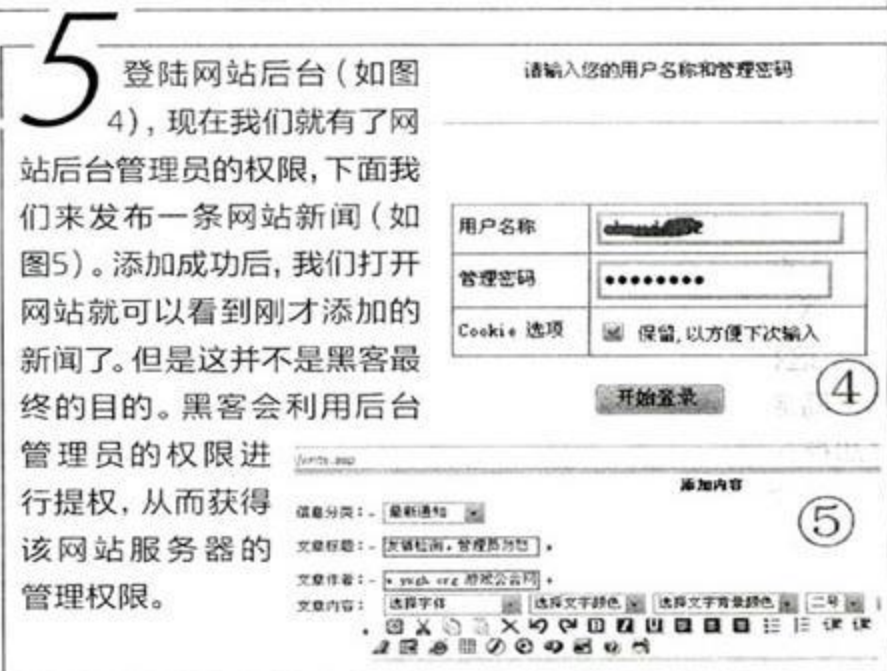 5
登陆网站后台(如图
4),现在我们就有了网
站后台管理员的权限,下面我
们来发布一条网站新闻(如
图5)。添加成功后,我们打开
网站就可以看到刚才添加的
新闻了。但是这并不是黑客最
终的目的。黑客会利用后台
管理员的权限进
行提权,从而获得
该网站服务器的
管理权限。
请输入您的用户名称和管理密码
用户名称
管理密码 ●●●●●●●●
Cookie 选项 保留,以方便下次输入
开始登录
④
添加内容
⑤
信息分类:- 最新通知
文章标题:- 友情检测,管理员勿怒
文章作者:-
文章内容: 选择字体 选择文字颜色 选择文字背景颜色 二号